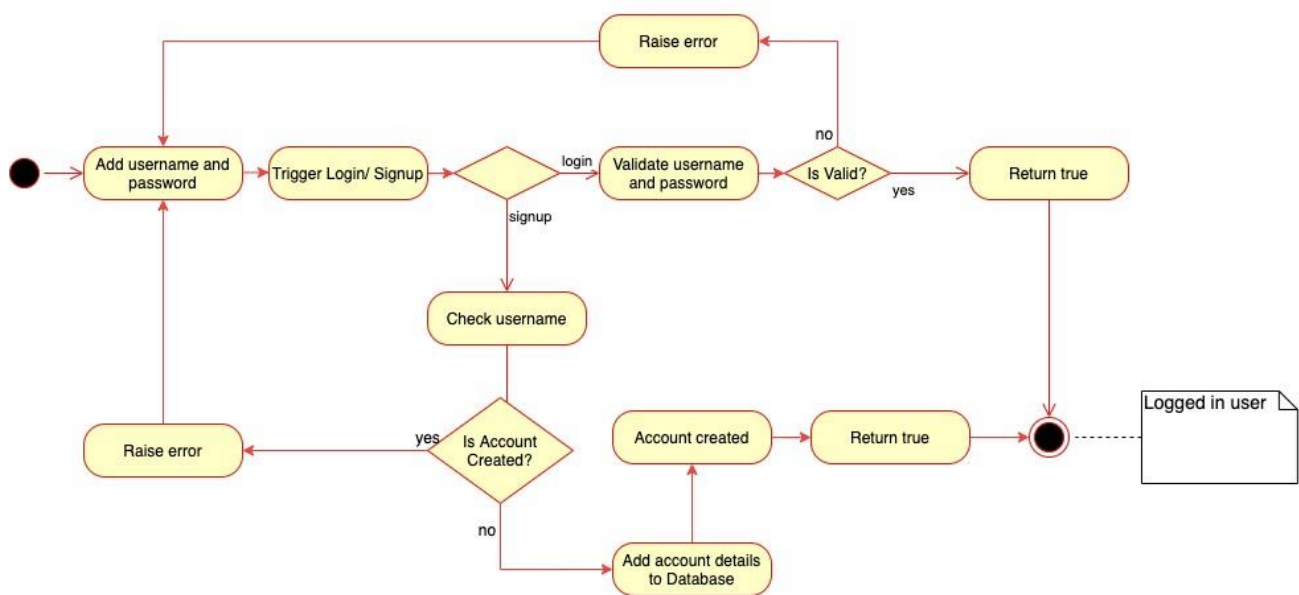 Raise error
no
Add username and
password
Trigger Login/ Signup
login
Validate username
and password
Is Valid?
yes
Return true
signup
Check username
Logged in user
Raise error
yes
Is Account
Created?
Account created
Return true
no
Add account details
to Database